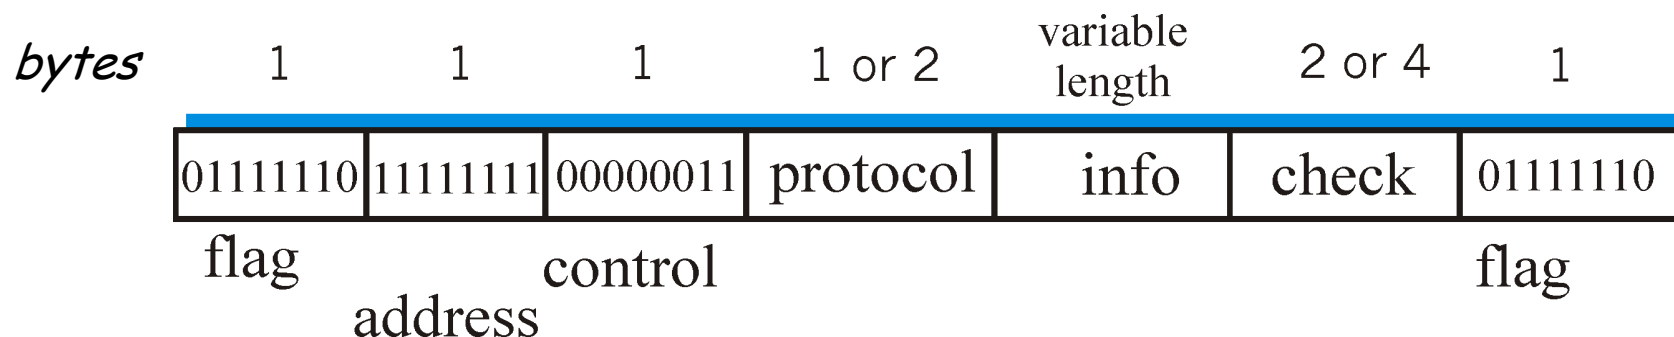 bytes 1 1 1 1 or 2 variable length 2 or 4 1
01111110 11111111 00000011 protocol info check 01111110
flag address control flag